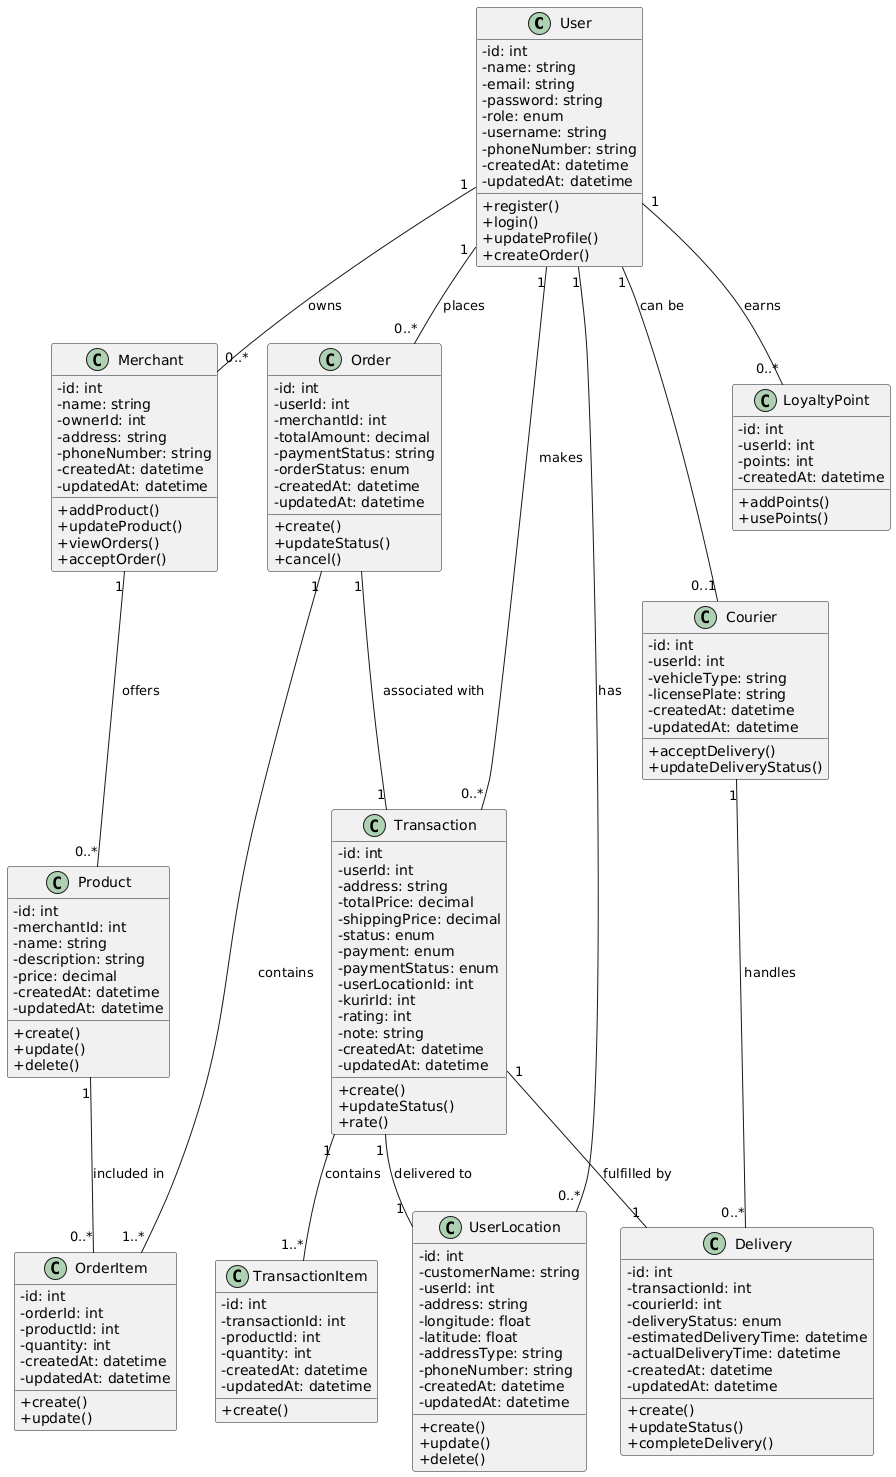 C User
-id: int
-name: string
-email: string
-password: string
-role: enum
-username: string
-phoneNumber: string
-createdAt: datetime
-updatedAt: datetime
+register()
+login()
+updateProfile()
+createOrder()
1
1
1
1
1
1
owns
places
can be
earns
0..*
0..*
0..*
C Merchant
-id: int
-name: string
-ownerId: int
-address: string
-phoneNumber: string
-createdAt: datetime
-updatedAt: datetime
+addProduct()
+updateProduct()
+viewOrders()
+acceptOrder()
C Order
-id: int
-userId: int
-merchantId: int
-totalAmount: decimal
-paymentStatus: string
-orderStatus: enum
-createdAt: datetime
-updatedAt: datetime
+create()
+updateStatus()
+cancel()
makes
C LoyaltyPoint
-id: int
-userId: int
-points: int
-createdAt: datetime
+addPoints()
+usePoints()
1
1
1
0..1
C Courier
-id: int
-userId: int
-vehicleType: string
-licensePlate: string
-createdAt: datetime
-updatedAt: datetime
+acceptDelivery()
+updateDeliveryStatus()
offers
associated with
has
1
0..*
1
0..*
C Product
-id: int
-merchantId: int
-name: string
-description: string
-price: decimal
-createdAt: datetime
-updatedAt: datetime
+create()
+update()
+delete()
contains
C Transaction
-id: int
-userId: int
-address: string
-totalPrice: decimal
-shippingPrice: decimal
-status: enum
-payment: enum
-paymentStatus: enum
-userLocationId: int
-kurirId: int
-rating: int
-note: string
-createdAt: datetime
-updatedAt: datetime
+create()
+updateStatus()
+rate()
handles
1
1
1
1
included in
contains
delivered to
fulfilled by
0..*
1..*
1..*
1
0..*
1
0..*
C OrderItem
-id: int
-orderId: int
-productId: int
-quantity: int
-createdAt: datetime
-updatedAt: datetime
+create()
+update()
C TransactionItem
-id: int
-transactionId: int
-productId: int
-quantity: int
-createdAt: datetime
-updatedAt: datetime
+create()
C UserLocation
-id: int
-customerName: string
-userId: int
-address: string
-longitude: float
-latitude: float
-addressType: string
-phoneNumber: string
-createdAt: datetime
-updatedAt: datetime
+create()
+update()
+delete()
C Delivery
-id: int
-transactionId: int
-courierId: int
-deliveryStatus: enum
-estimatedDeliveryTime: datetime
-actualDeliveryTime: datetime
-createdAt: datetime
-updatedAt: datetime
+create()
+updateStatus()
+completeDelivery()